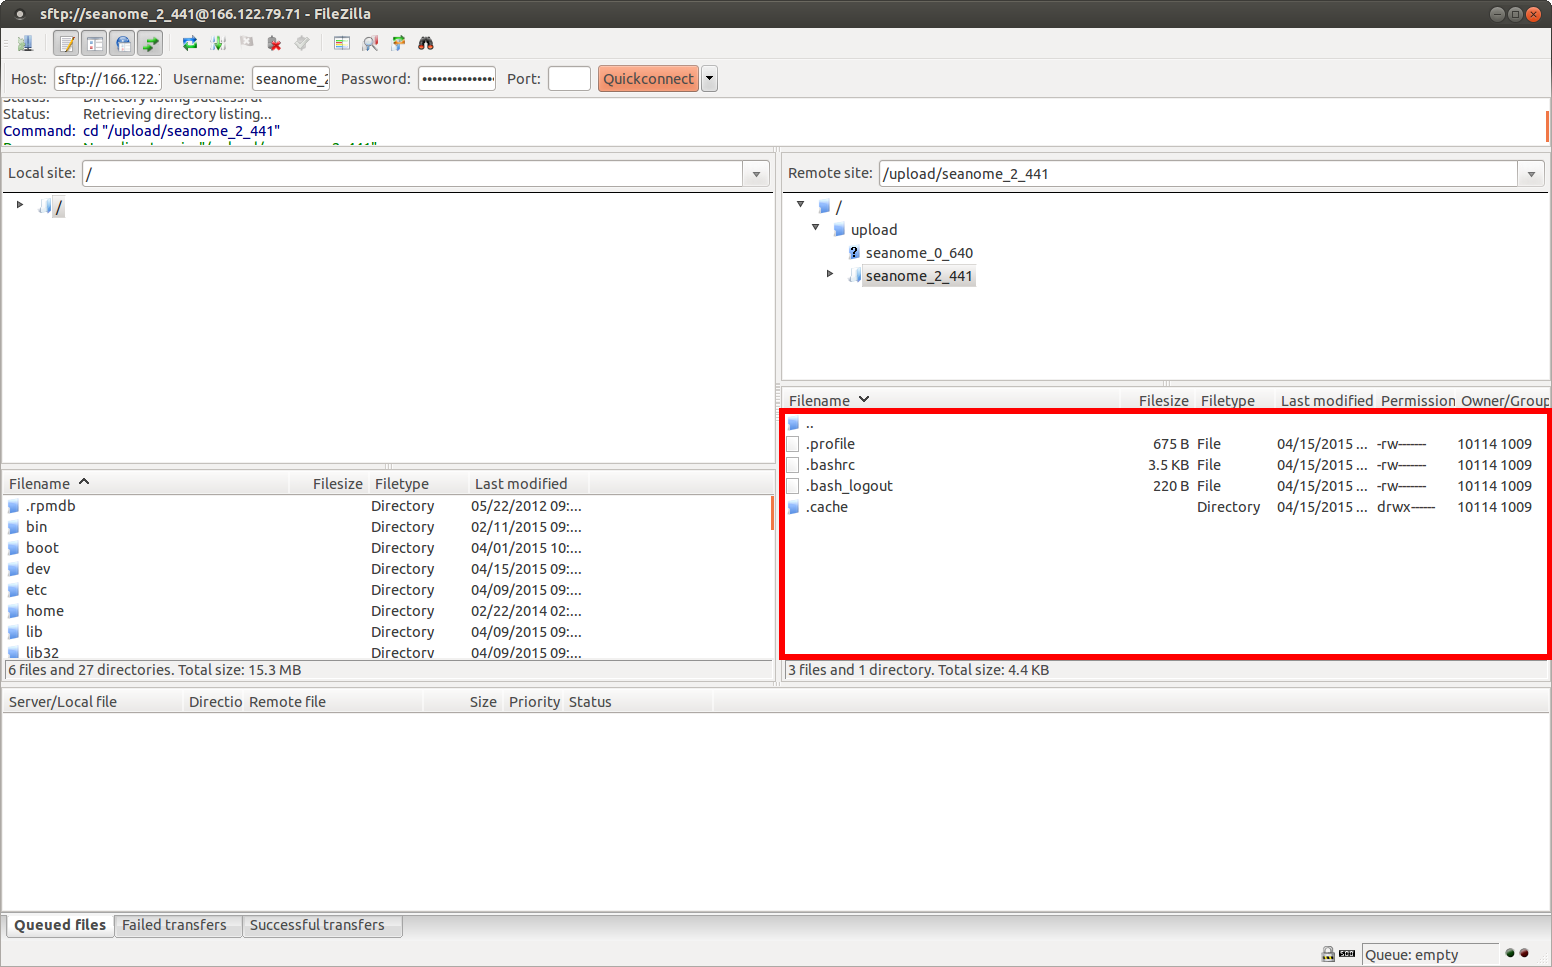 sftp://seanome_2_441@166.122.79.71 - FileZilla
Host: sftp://166.122. Username: seanome_2 Password: •••••••••••••• Port: Quickconnect
Status: Directory listing successful
Status: Retrieving directory listing...
Command: cd "/upload/seanome_2_441"
Local site: /
/
Remote site: /upload/seanome_2_441
/
upload
seanome_0_640
seanome_2_441
Filename Filesize Filetype Last modified
.rpmdb Directory 05/22/2012 09:...
bin Directory 02/11/2015 09:...
boot Directory 04/01/2015 10:...
dev Directory 04/15/2015 09:...
etc Directory 04/09/2015 09:...
home Directory 02/22/2014 02:...
lib Directory 04/09/2015 09:...
lib32 Directory 04/09/2015 09:...
6 files and 27 directories. Total size: 15.3 MB
Filename Filesize Filetype Last modified Permission Owner/Group
..
.profile 675 B File 04/15/2015 ... -rw------- 10114 1009
.bashrc 3.5 KB File 04/15/2015 ... -rw------- 10114 1009
.bash_logout 220 B File 04/15/2015 ... -rw------- 10114 1009
.cache Directory 04/15/2015 ... drwx------ 10114 1009
3 files and 1 directory. Total size: 4.4 KB
Server/Local file Directio Remote file Size Priority Status
Queued files Failed transfers Successful transfers
Queue: empty